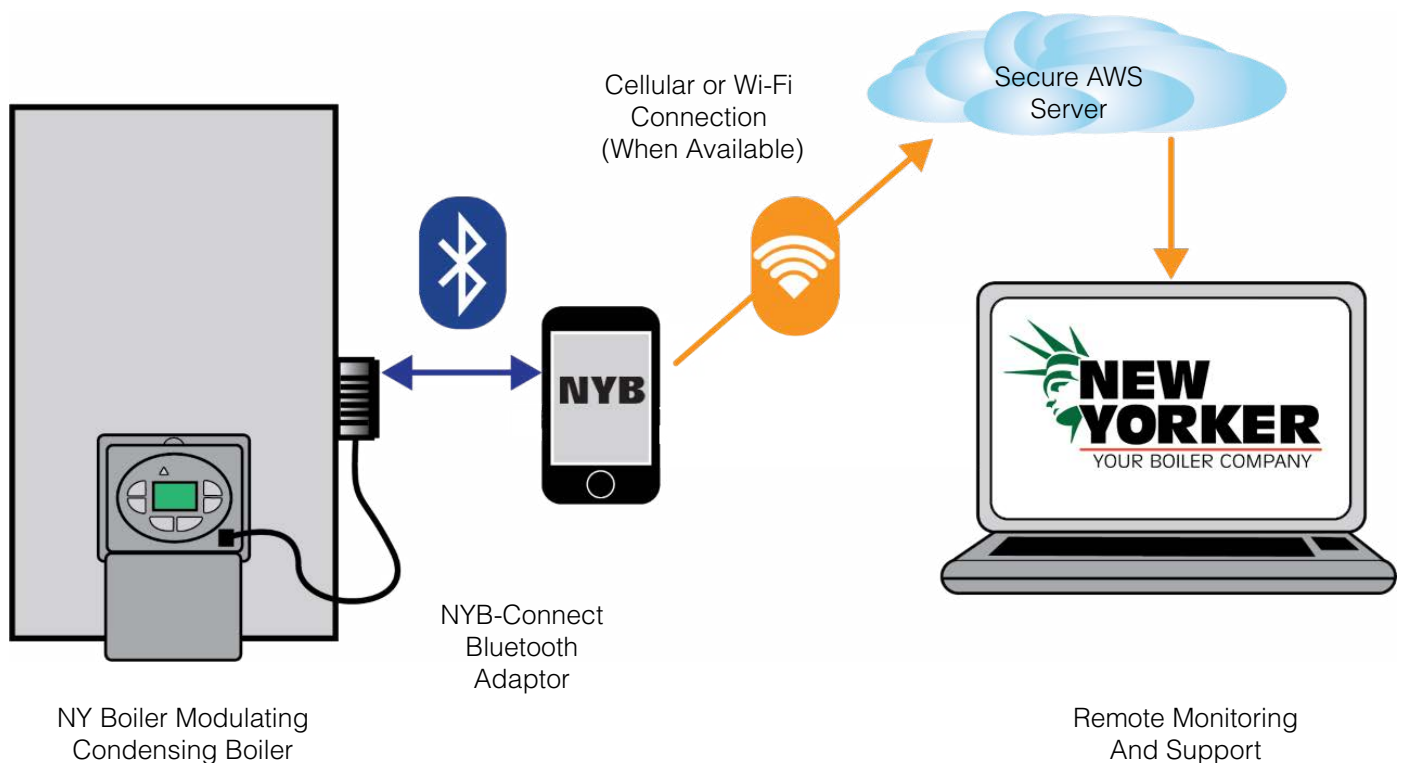 Cellular or Wi-Fi
Connection
(When Available)
Secure AWS
Server
NYB
NEW
YORKER
YOUR BOILER COMPANY
NYB-Connect
Bluetooth
Adaptor
NY Boiler Modulating
Condensing Boiler
Remote Monitoring
And Support